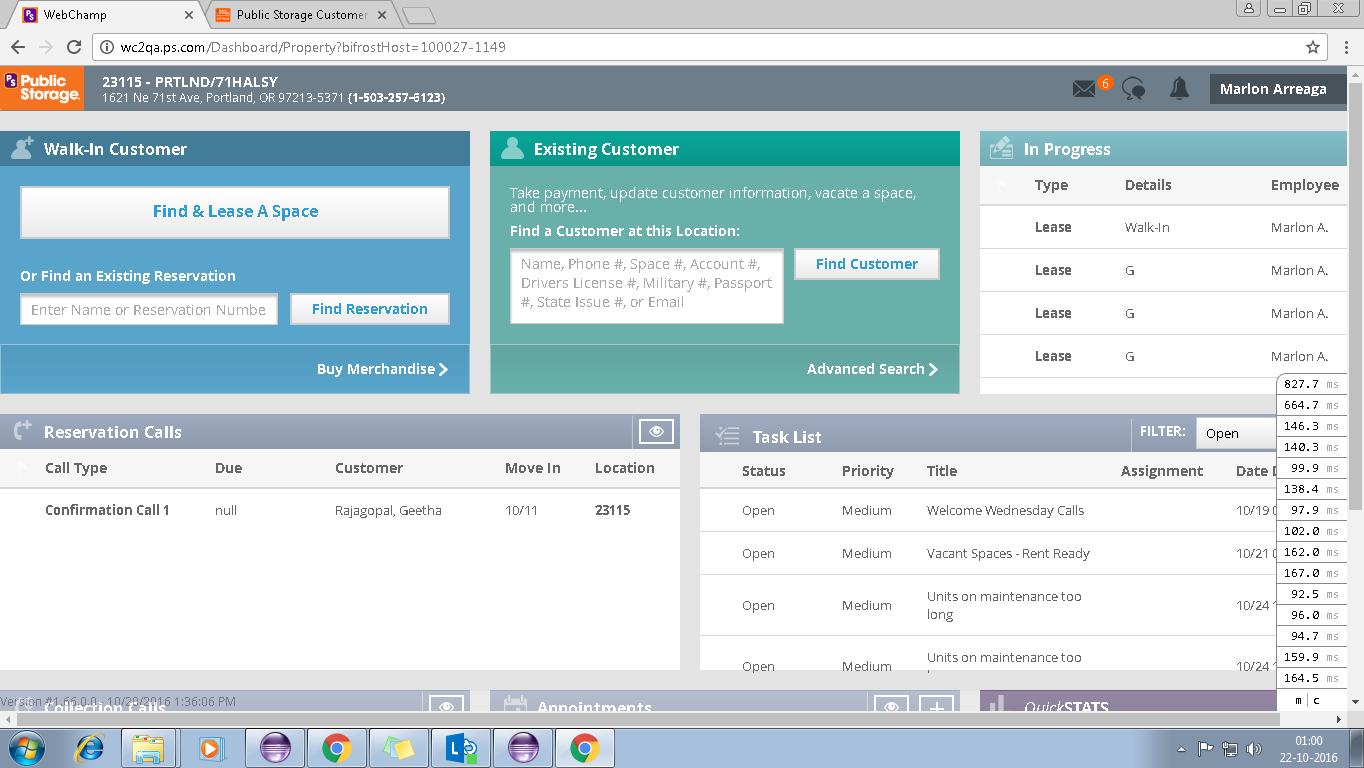 WebChamp
Public Storage Customer
wc2qa.ps.com/Dashboard/Property?bifrostHost=100027-1149
PS Public Storage.
23115 - PRTLND/71HALSY
1621 Ne 71st Ave, Portland, OR 97213-5371 (1-503-257-6123)
6
Marlon Arreaga
Walk-In Customer
Find & Lease A Space
Or Find an Existing Reservation
Enter Name or Reservation Numbe
Find Reservation
Buy Merchandise
Existing Customer
Take payment, update customer information, vacate a space,
and more...
Find a Customer at this Location:
Name, Phone #, Space #, Account #,
Drivers License #, Military #, Passport
#, State Issue #, or Email
Find Customer
Advanced Search
In Progress
Type Details Employee
Lease Walk-In Marlon A.
Lease G Marlon A.
Lease G Marlon A.
Lease G Marlon A.
Reservation Calls
Call Type Due Customer Move In Location
Confirmation Call 1 null Rajagopal, Geetha 10/11 23115
Task List
FILTER: Open
Status Priority Title Assignment Date
Open Medium Welcome Wednesday Calls 10/19
Open Medium Vacant Spaces - Rent Ready 10/21
Open Medium Units on maintenance too
long 10/24
Open Medium Units on maintenance too 10/24
827.7 ms
664.7 ms
146.3 ms
140.3 ms
99.9 ms
138.4 ms
97.9 ms
102.0 ms
162.0 ms
167.0 ms
92.5 ms
96.0 ms
94.7 ms
159.9 ms
164.5 ms
m | c
Version #1.66.0.0 - 10/20/2016 1:36:06 PM
Collection Calls
Appointments
QuickSTATS
01:00
22-10-2016